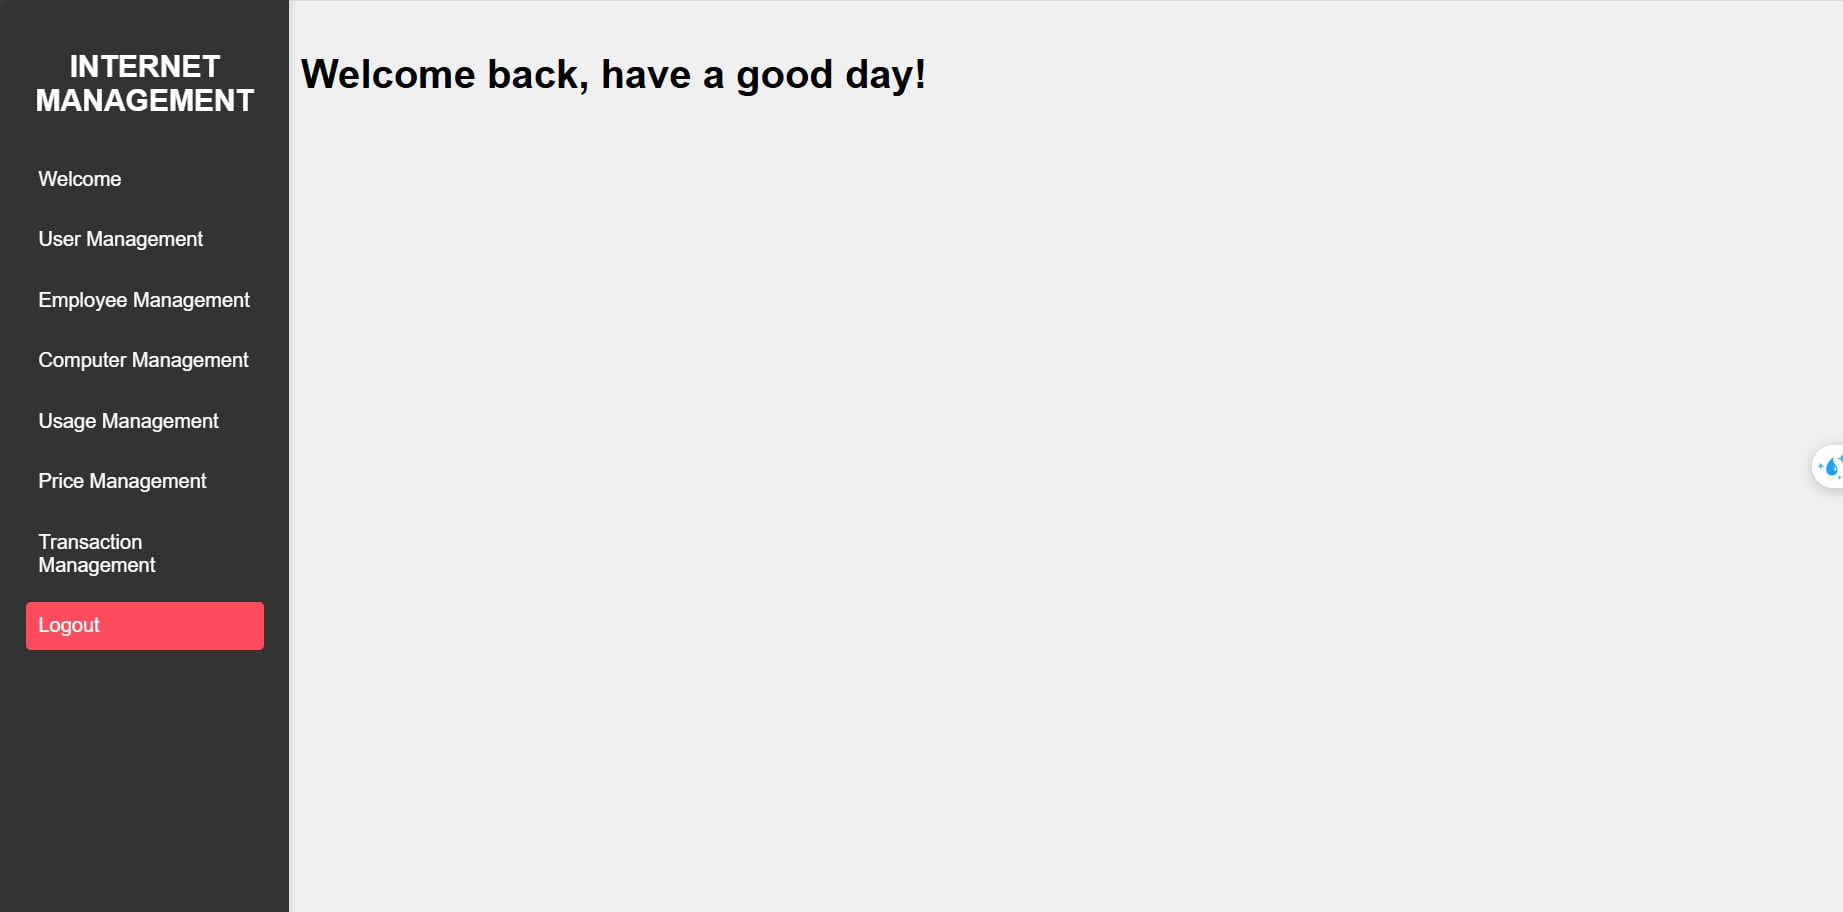 INTERNET
MANAGEMENT
Welcome
User Management
Employee Management
Computer Management
Usage Management
Price Management
Transaction
Management
Logout
Welcome back, have a good day!